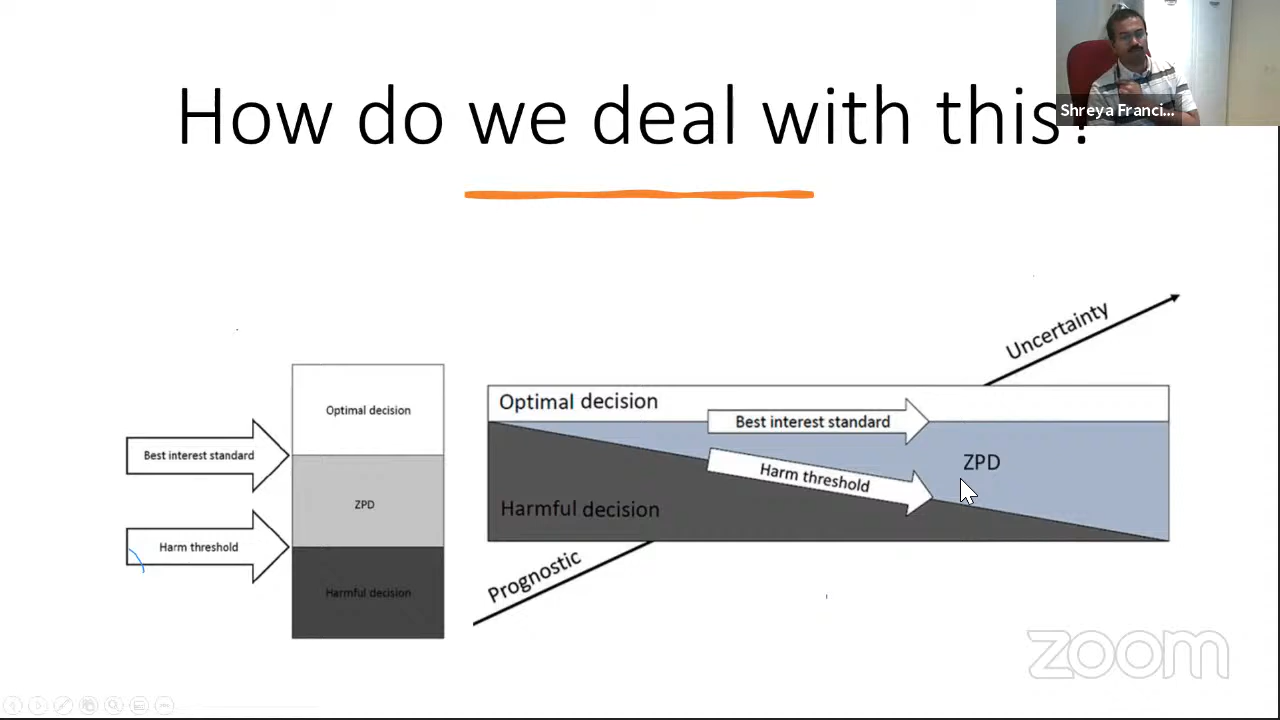 Shreya Franci...
How do we deal with this?
Uncertainty
Optimal decision
Best interest standard
ZPD
Harm threshold
Harmful decision
Optimal decision
Best interest standard
Harm threshold
ZPD
Harmful decision
Prognostic
zoom